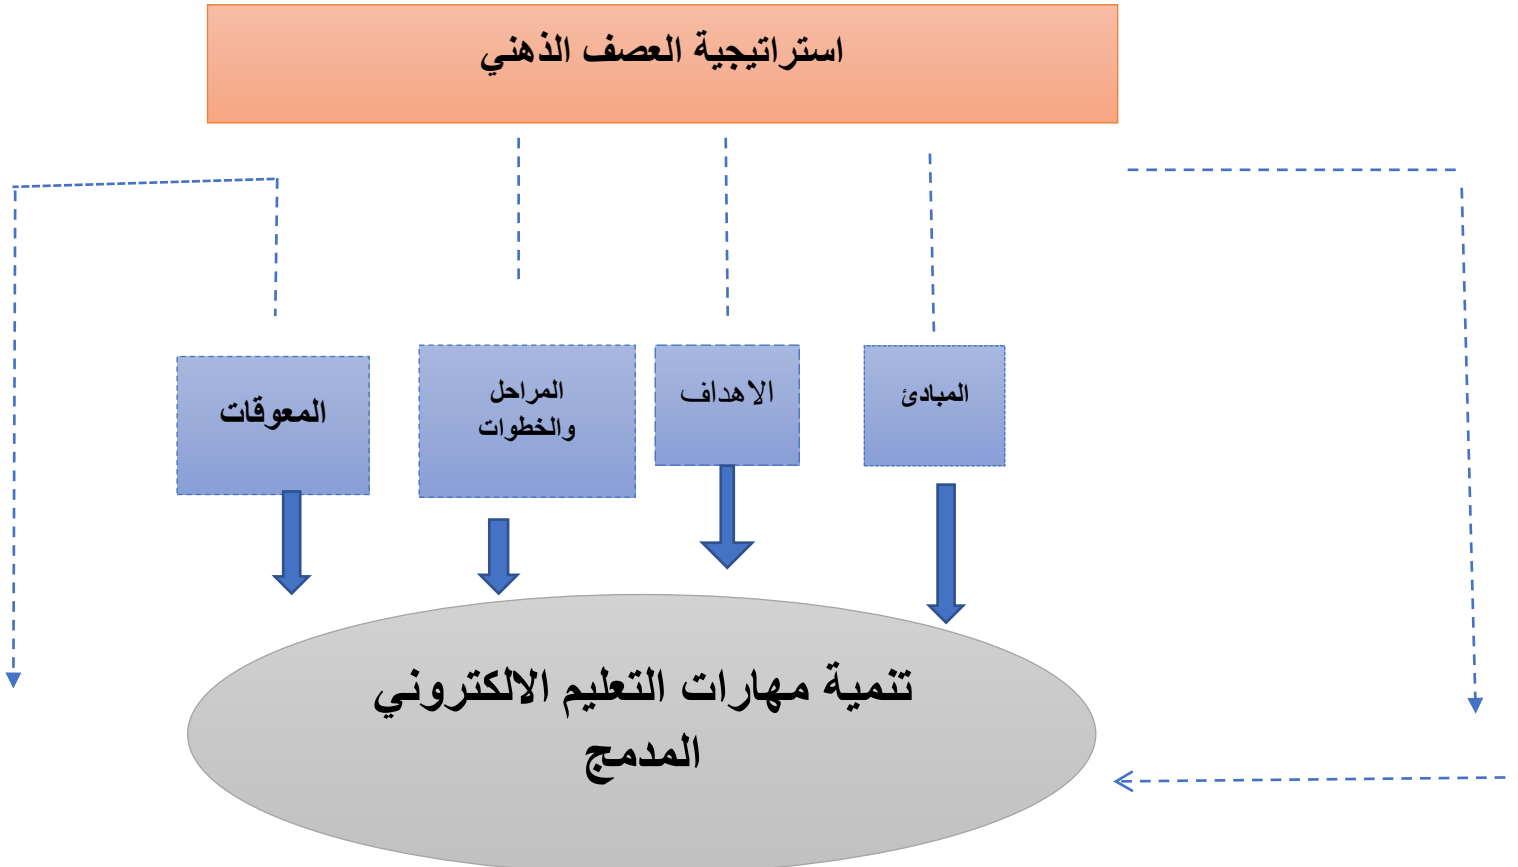 استراتيجية العصف الذهني
المبادئ
الاهداف
المراحل
والخطوات
المعوقات
تنمية مهارات التعليم الالكتروني
المدمج